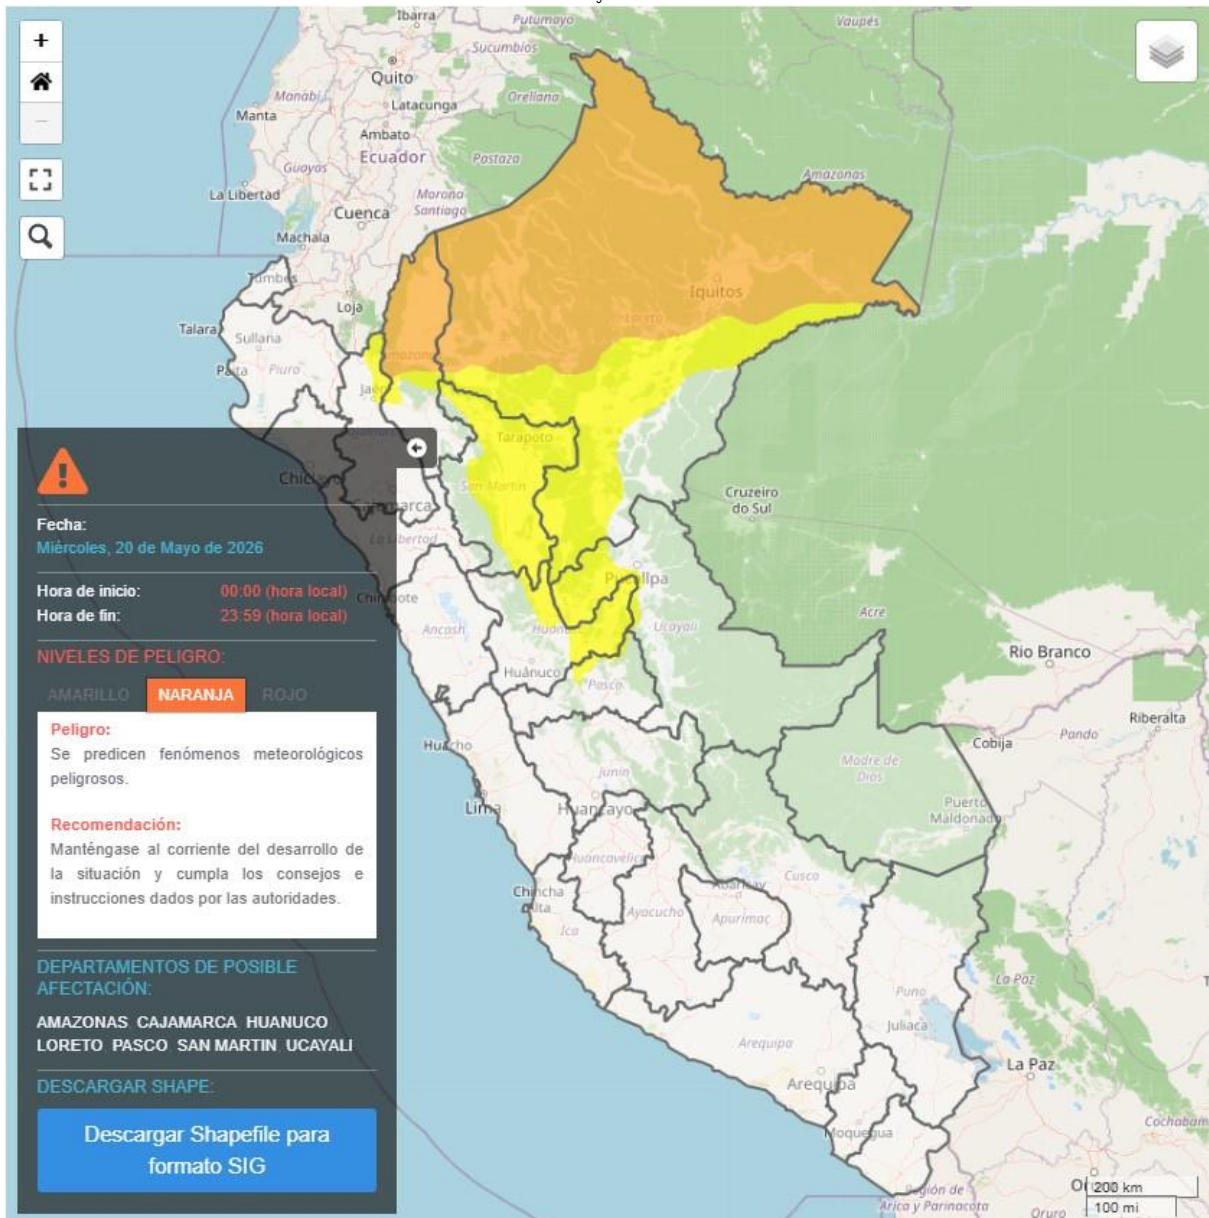 Ibarra
Putumayo
Vaupés
+
Sucumbíos
Quito
Orellana
Manabí
Latacunga
Manta
Ambato
Ecuador
Pastaza
Guayas
Amazonas
La Libertad
Morona
Santiago
Cuenca
Machala
Tumbes
Iquitos
Loja
Loreto
Talara
Sullana
Amazonas
Paita
Piura
Jaén
Tarapoto
San Martín
Cajamarca
Cruzeiro
do Sul
La Libertad
Fecha:
Miércoles, 20 de Mayo de 2026
Pucallpa
Hora de inicio: 00:00 (hora local)
Hora de fin: 23:59 (hora local)
Acre
Ancash
Ucayali
Rio Branco
NIVELES DE PELIGRO:
Huánuco
Pasco
AMARILLO NARANJA ROJO
Riberalta
Peligro:
Se predicen fenómenos meteorológicos
peligrosos.
Huacho
Cobija
Pando
Madre de
Dios
Junín
Lima
Huancayo
Puerto
Maldonado
Recomendación:
Manténgase al corriente del desarrollo de
la situación y cumpla los consejos e
instrucciones dados por las autoridades.
Huancavelica
Cusco
Abancay
Chincha
Alta
Ayacucho
Apurímac
Ica
DEPARTAMENTOS DE POSIBLE
AFECTACIÓN:
La Paz
Puno
AMAZONAS CAJAMARCA HUANUCO
LORETO PASCO SAN MARTIN UCAYALI
Juliaca
Arequipa
La Paz
DESCARGAR SHAPE:
Arequipa
Descargar Shapefile para
formato SIG
Cochabam
Moquegua
Región de
Arica y Parinacota
Oruro
200 km
100 mi